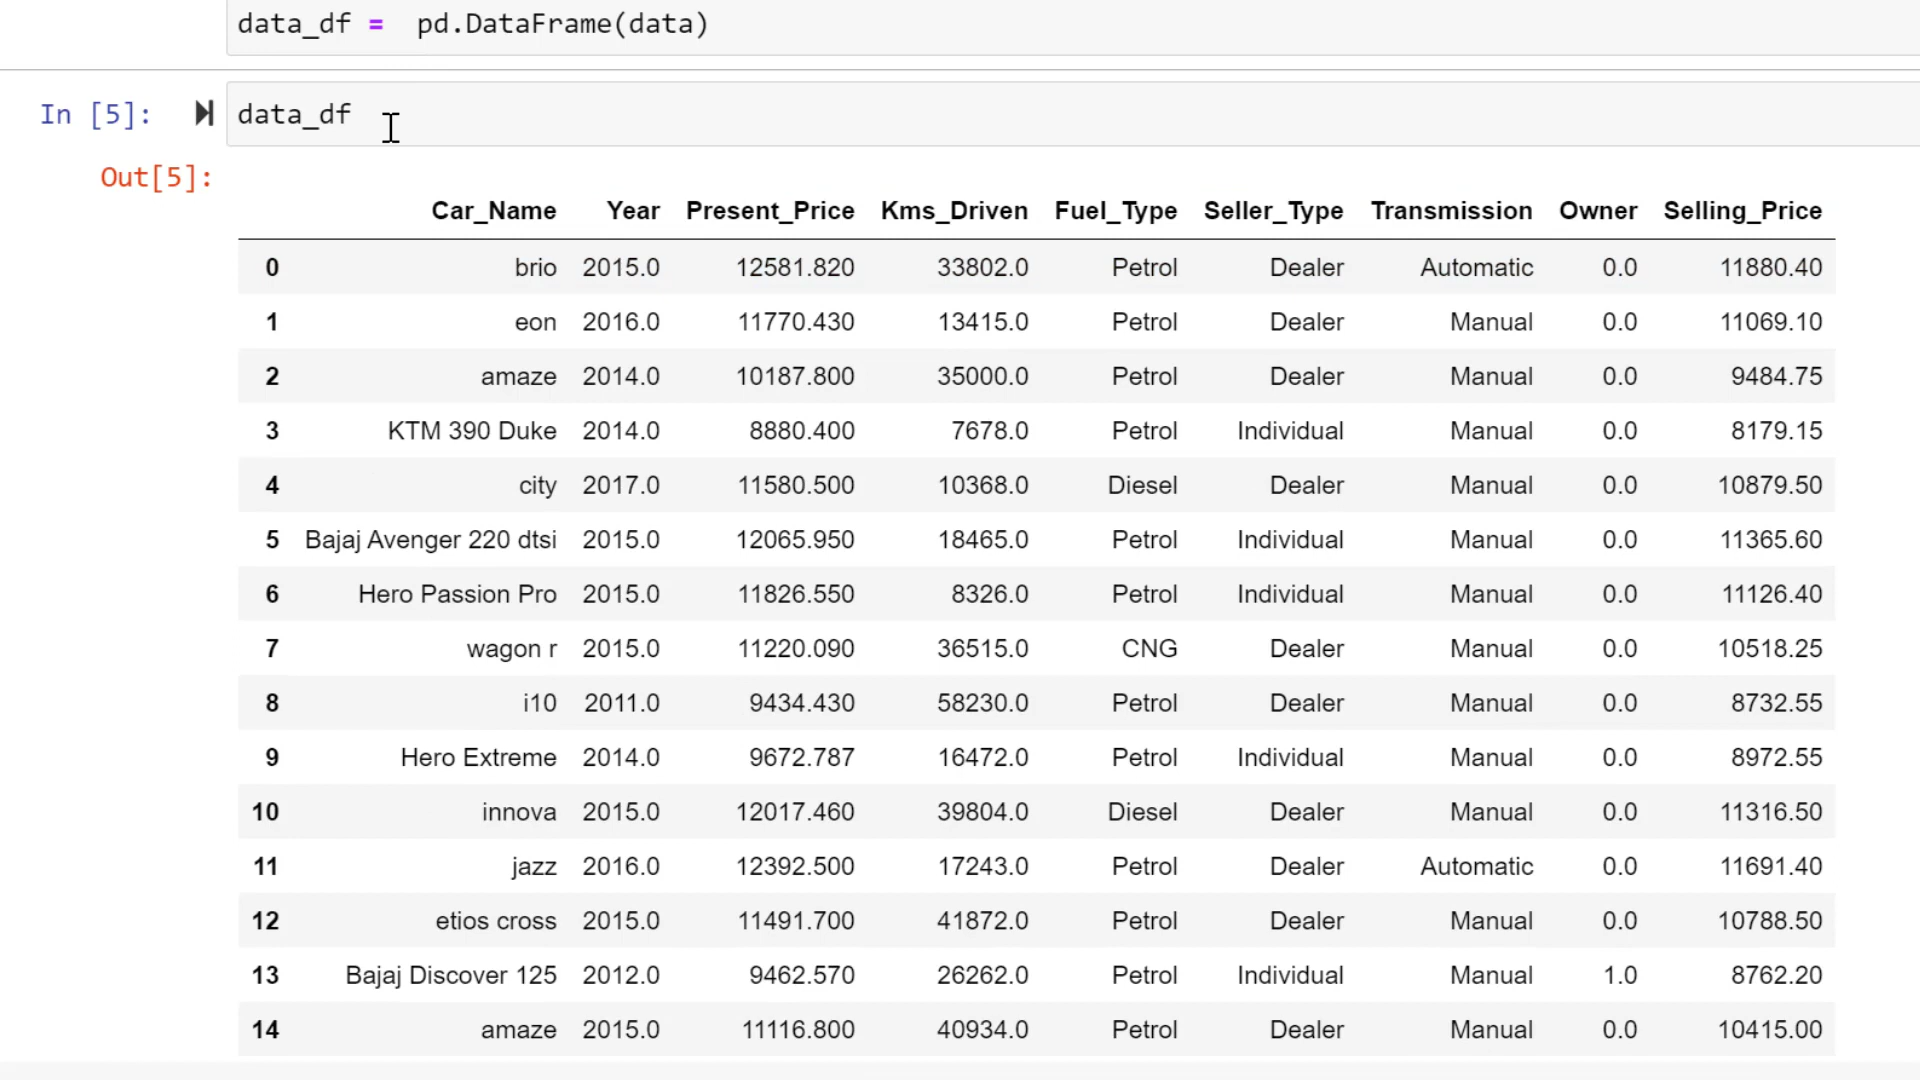 data_df = pd.DataFrame(data)
In [5]: data_df
Out[5]:
Car_Name Year Present_Price Kms_Driven Fuel_Type Seller_Type Transmission Owner Selling_Price
0 brio 2015.0 12581.820 33802.0 Petrol Dealer Automatic 0.0 11880.40
1 eon 2016.0 11770.430 13415.0 Petrol Dealer Manual 0.0 11069.10
2 amaze 2014.0 10187.800 35000.0 Petrol Dealer Manual 0.0 9484.75
3 KTM 390 Duke 2014.0 8880.400 7678.0 Petrol Individual Manual 0.0 8179.15
4 city 2017.0 11580.500 10368.0 Diesel Dealer Manual 0.0 10879.50
5 Bajaj Avenger 220 dtsi 2015.0 12065.950 18465.0 Petrol Individual Manual 0.0 11365.60
6 Hero Passion Pro 2015.0 11826.550 8326.0 Petrol Individual Manual 0.0 11126.40
7 wagon r 2015.0 11220.090 36515.0 CNG Dealer Manual 0.0 10518.25
8 i10 2011.0 9434.430 58230.0 Petrol Dealer Manual 0.0 8732.55
9 Hero Extreme 2014.0 9672.787 16472.0 Petrol Individual Manual 0.0 8972.55
10 innova 2015.0 12017.460 39804.0 Diesel Dealer Manual 0.0 11316.50
11 jazz 2016.0 12392.500 17243.0 Petrol Dealer Automatic 0.0 11691.40
12 etios cross 2015.0 11491.700 41872.0 Petrol Dealer Manual 0.0 10788.50
13 Bajaj Discover 125 2012.0 9462.570 26262.0 Petrol Individual Manual 1.0 8762.20
14 amaze 2015.0 11116.800 40934.0 Petrol Dealer Manual 0.0 10415.00